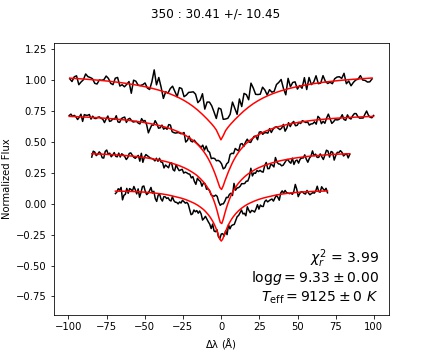 350 : 30.41 +/- 10.45
1.25
1.00
0.75
0.50
0.25
0.00
−0.25
−0.50
−0.75
Normalized Flux
χ²ᵣ = 3.99
logg = 9.33 ± 0.00
T_eff = 9125 ± 0 K
−100 −75 −50 −25 0 25 50 75 100
Δλ (Å)